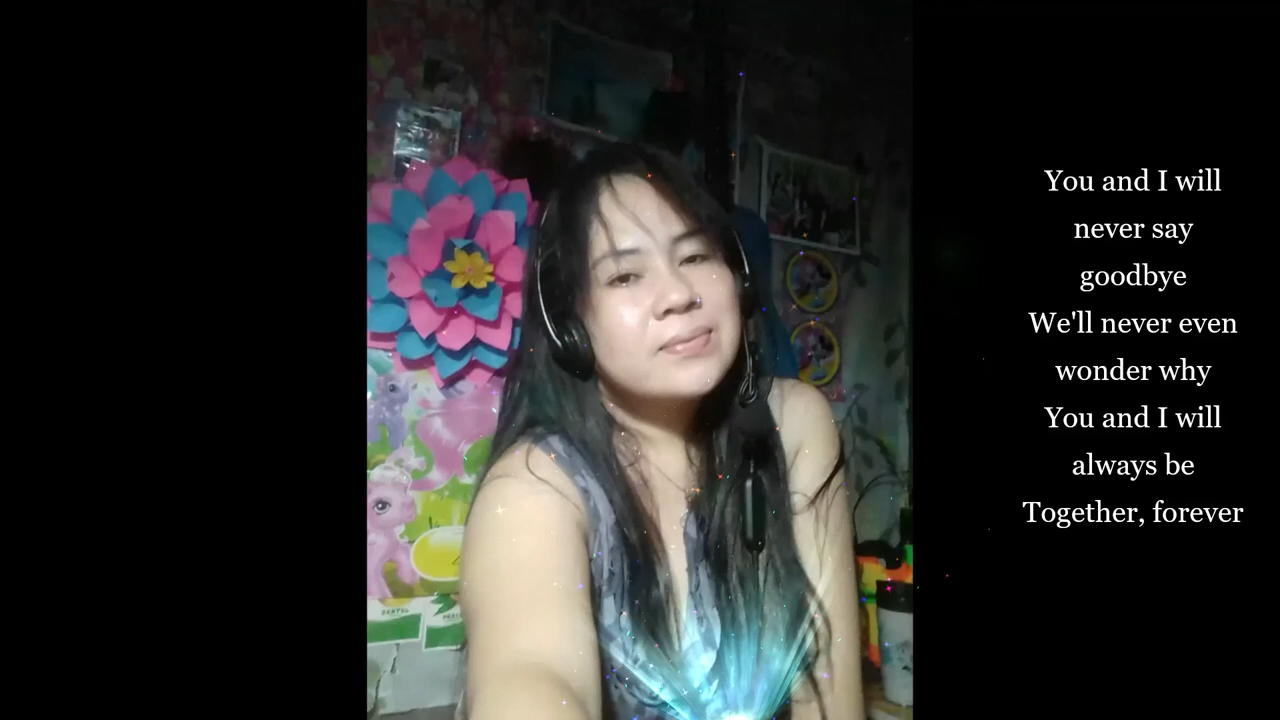 You and I will
never say
goodbye
We'll never even
wonder why
You and I will
always be
Together, forever